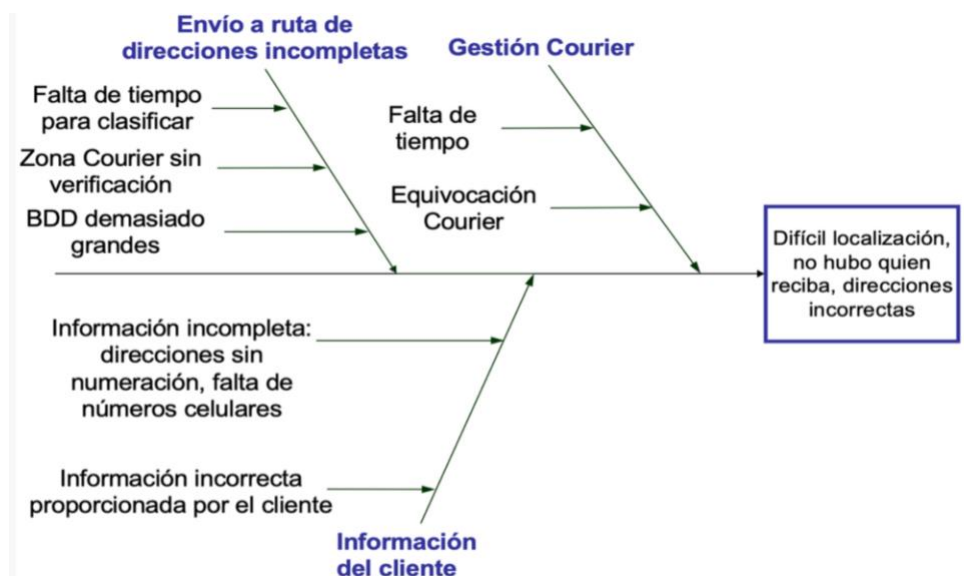 Envío a ruta de
direcciones incompletas
Falta de tiempo
para clasificar
Zona Courier sin
verificación
BDD demasiado
grandes
Gestión Courier
Falta de
tiempo
Equivocación
Courier
Difícil localización,
no hubo quien
reciba, direcciones
incorrectas
Información incompleta:
direcciones sin
numeración, falta de
números celulares
Información incorrecta
proporcionada por el cliente
Información
del cliente